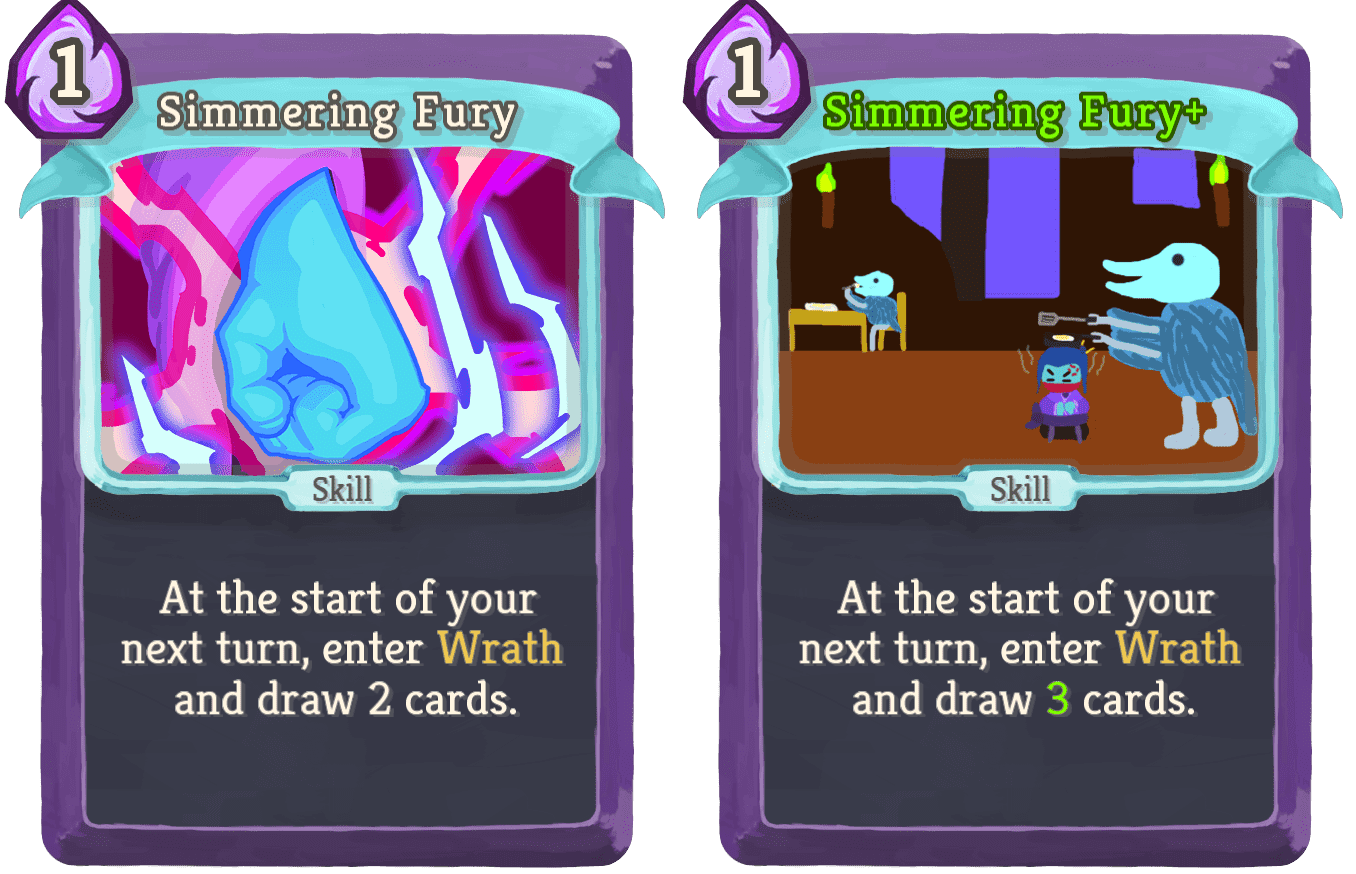 1
Simmering Fury
Skill
At the start of your
next turn, enter Wrath
and draw 2 cards.
1
Simmering Fury+
Skill
At the start of your
next turn, enter Wrath
and draw 3 cards.